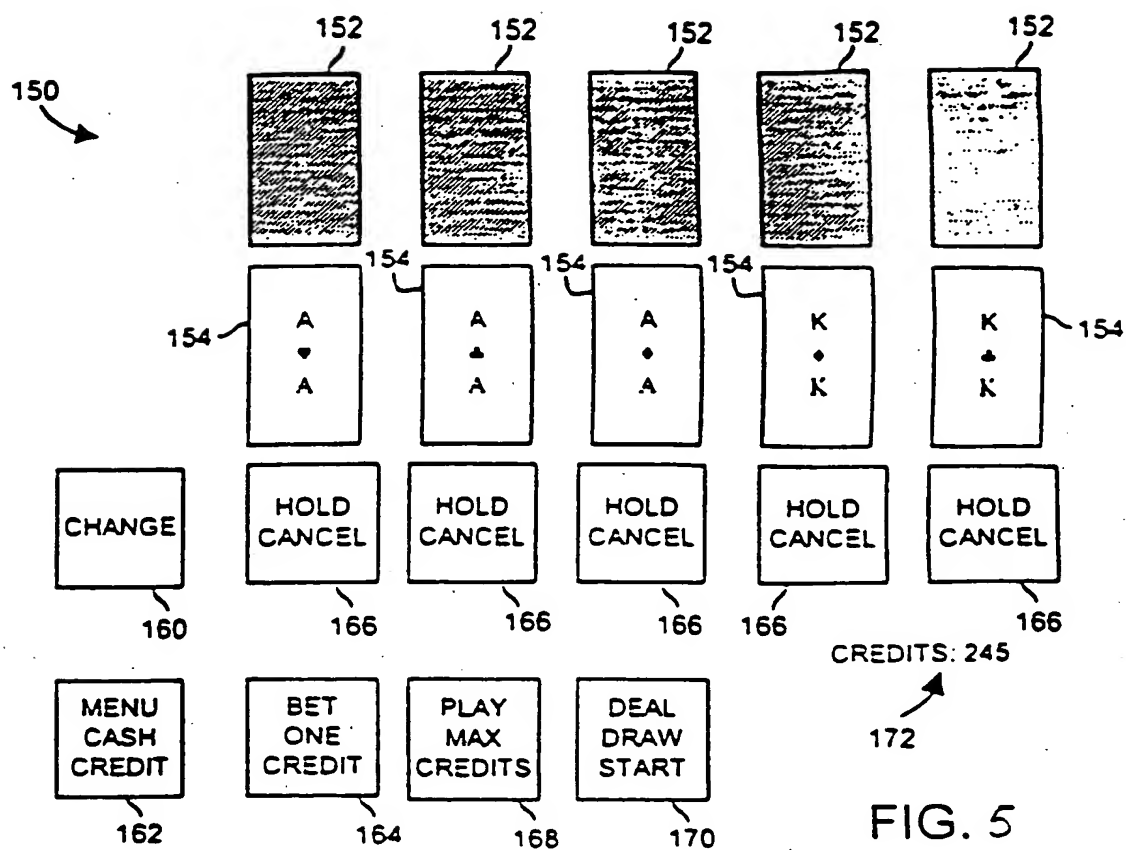 152 152 152 152 152
150
154 154 154
154 154
A A A K K
♥ ♣ ♦ ♦ ♣
A A A K K
CHANGE
HOLD CANCEL
HOLD CANCEL
HOLD CANCEL
HOLD CANCEL
HOLD CANCEL
160 166 166 166 166 166
CREDITS: 245
172
MENU
CASH
CREDIT
BET
ONE
CREDIT
PLAY
MAX
CREDITS
DEAL
DRAW
START
162 164 168 170
FIG. 5